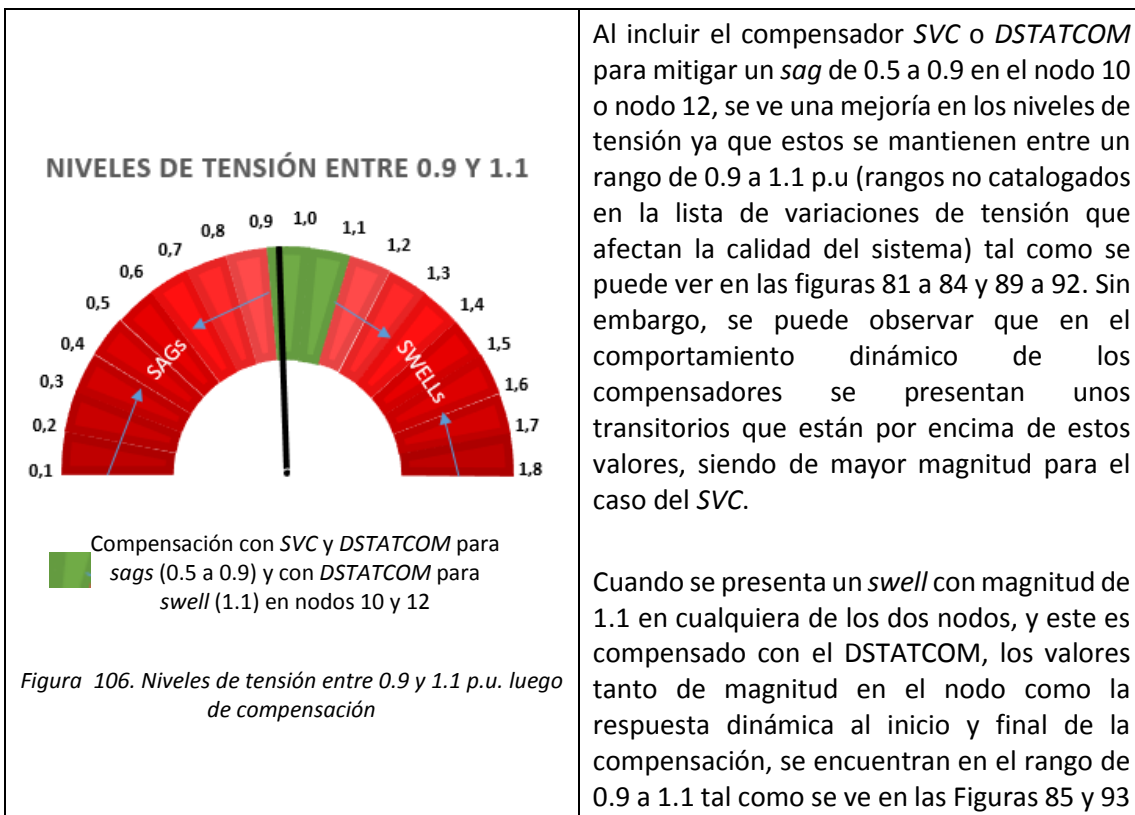 NIVELES DE TENSIÓN ENTRE 0.9 Y 1.1
0,1
0,2
0,3
0,4
0,5
0,6
0,7
0,8
0,9
1,0
1,1
1,2
1,3
1,4
1,5
1,6
1,7
1,8
SAGs
SWELLs
Compensación con SVC y DSTATCOM para
sags (0.5 a 0.9) y con DSTATCOM para
swell (1.1) en nodos 10 y 12
Figura 106. Niveles de tensión entre 0.9 y 1.1 p.u. luego
de compensación
Al incluir el compensador SVC o DSTATCOM
para mitigar un sag de 0.5 a 0.9 en el nodo 10
o nodo 12, se ve una mejoría en los niveles de
tensión ya que estos se mantienen entre un
rango de 0.9 a 1.1 p.u (rangos no catalogados
en la lista de variaciones de tensión que
afectan la calidad del sistema) tal como se
puede ver en las figuras 81 a 84 y 89 a 92. Sin
embargo, se puede observar que en el
comportamiento dinámico de los
compensadores se presentan unos
transitorios que están por encima de estos
valores, siendo de mayor magnitud para el
caso del SVC.
Cuando se presenta un swell con magnitud de
1.1 en cualquiera de los dos nodos, y este es
compensado con el DSTATCOM, los valores
tanto de magnitud en el nodo como la
respuesta dinámica al inicio y final de la
compensación, se encuentran en el rango de
0.9 a 1.1 tal como se ve en las Figuras 85 y 93